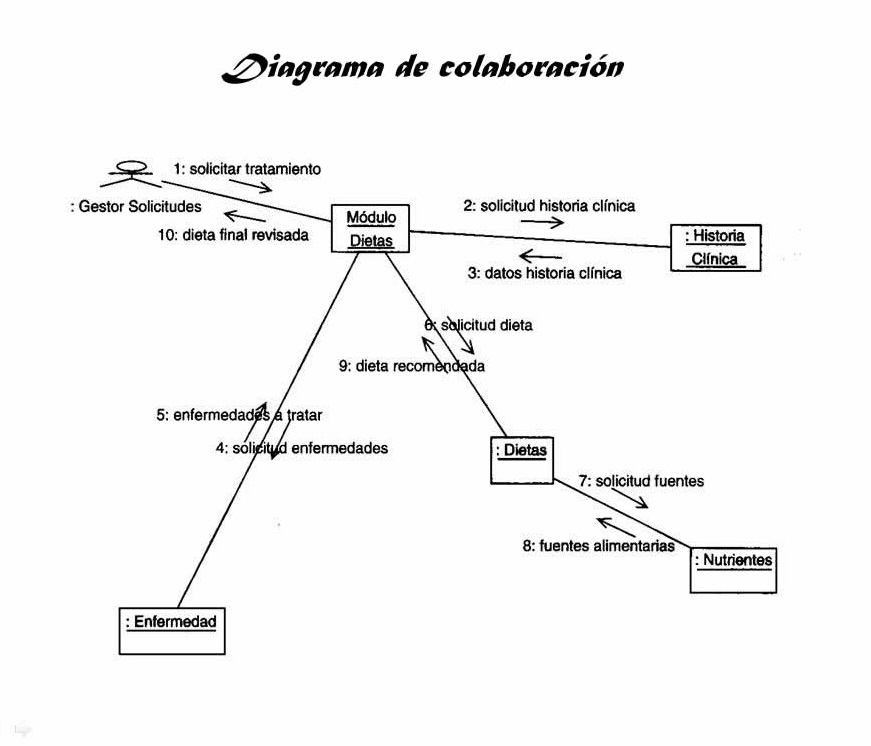 Diagrama de colaboración
1: solicitar tratamiento
: Gestor Solicitudes
10: dieta final revisada
Módulo
Dietas
2: solicitud historia clínica
3: datos historia clínica
: Historia
Clínica
6: solicitud dieta
9: dieta recomendada
5: enfermedades a tratar
4: solicitud enfermedades
: Dietas
7: solicitud fuentes
8: fuentes alimentarias
: Nutrientes
: Enfermedad